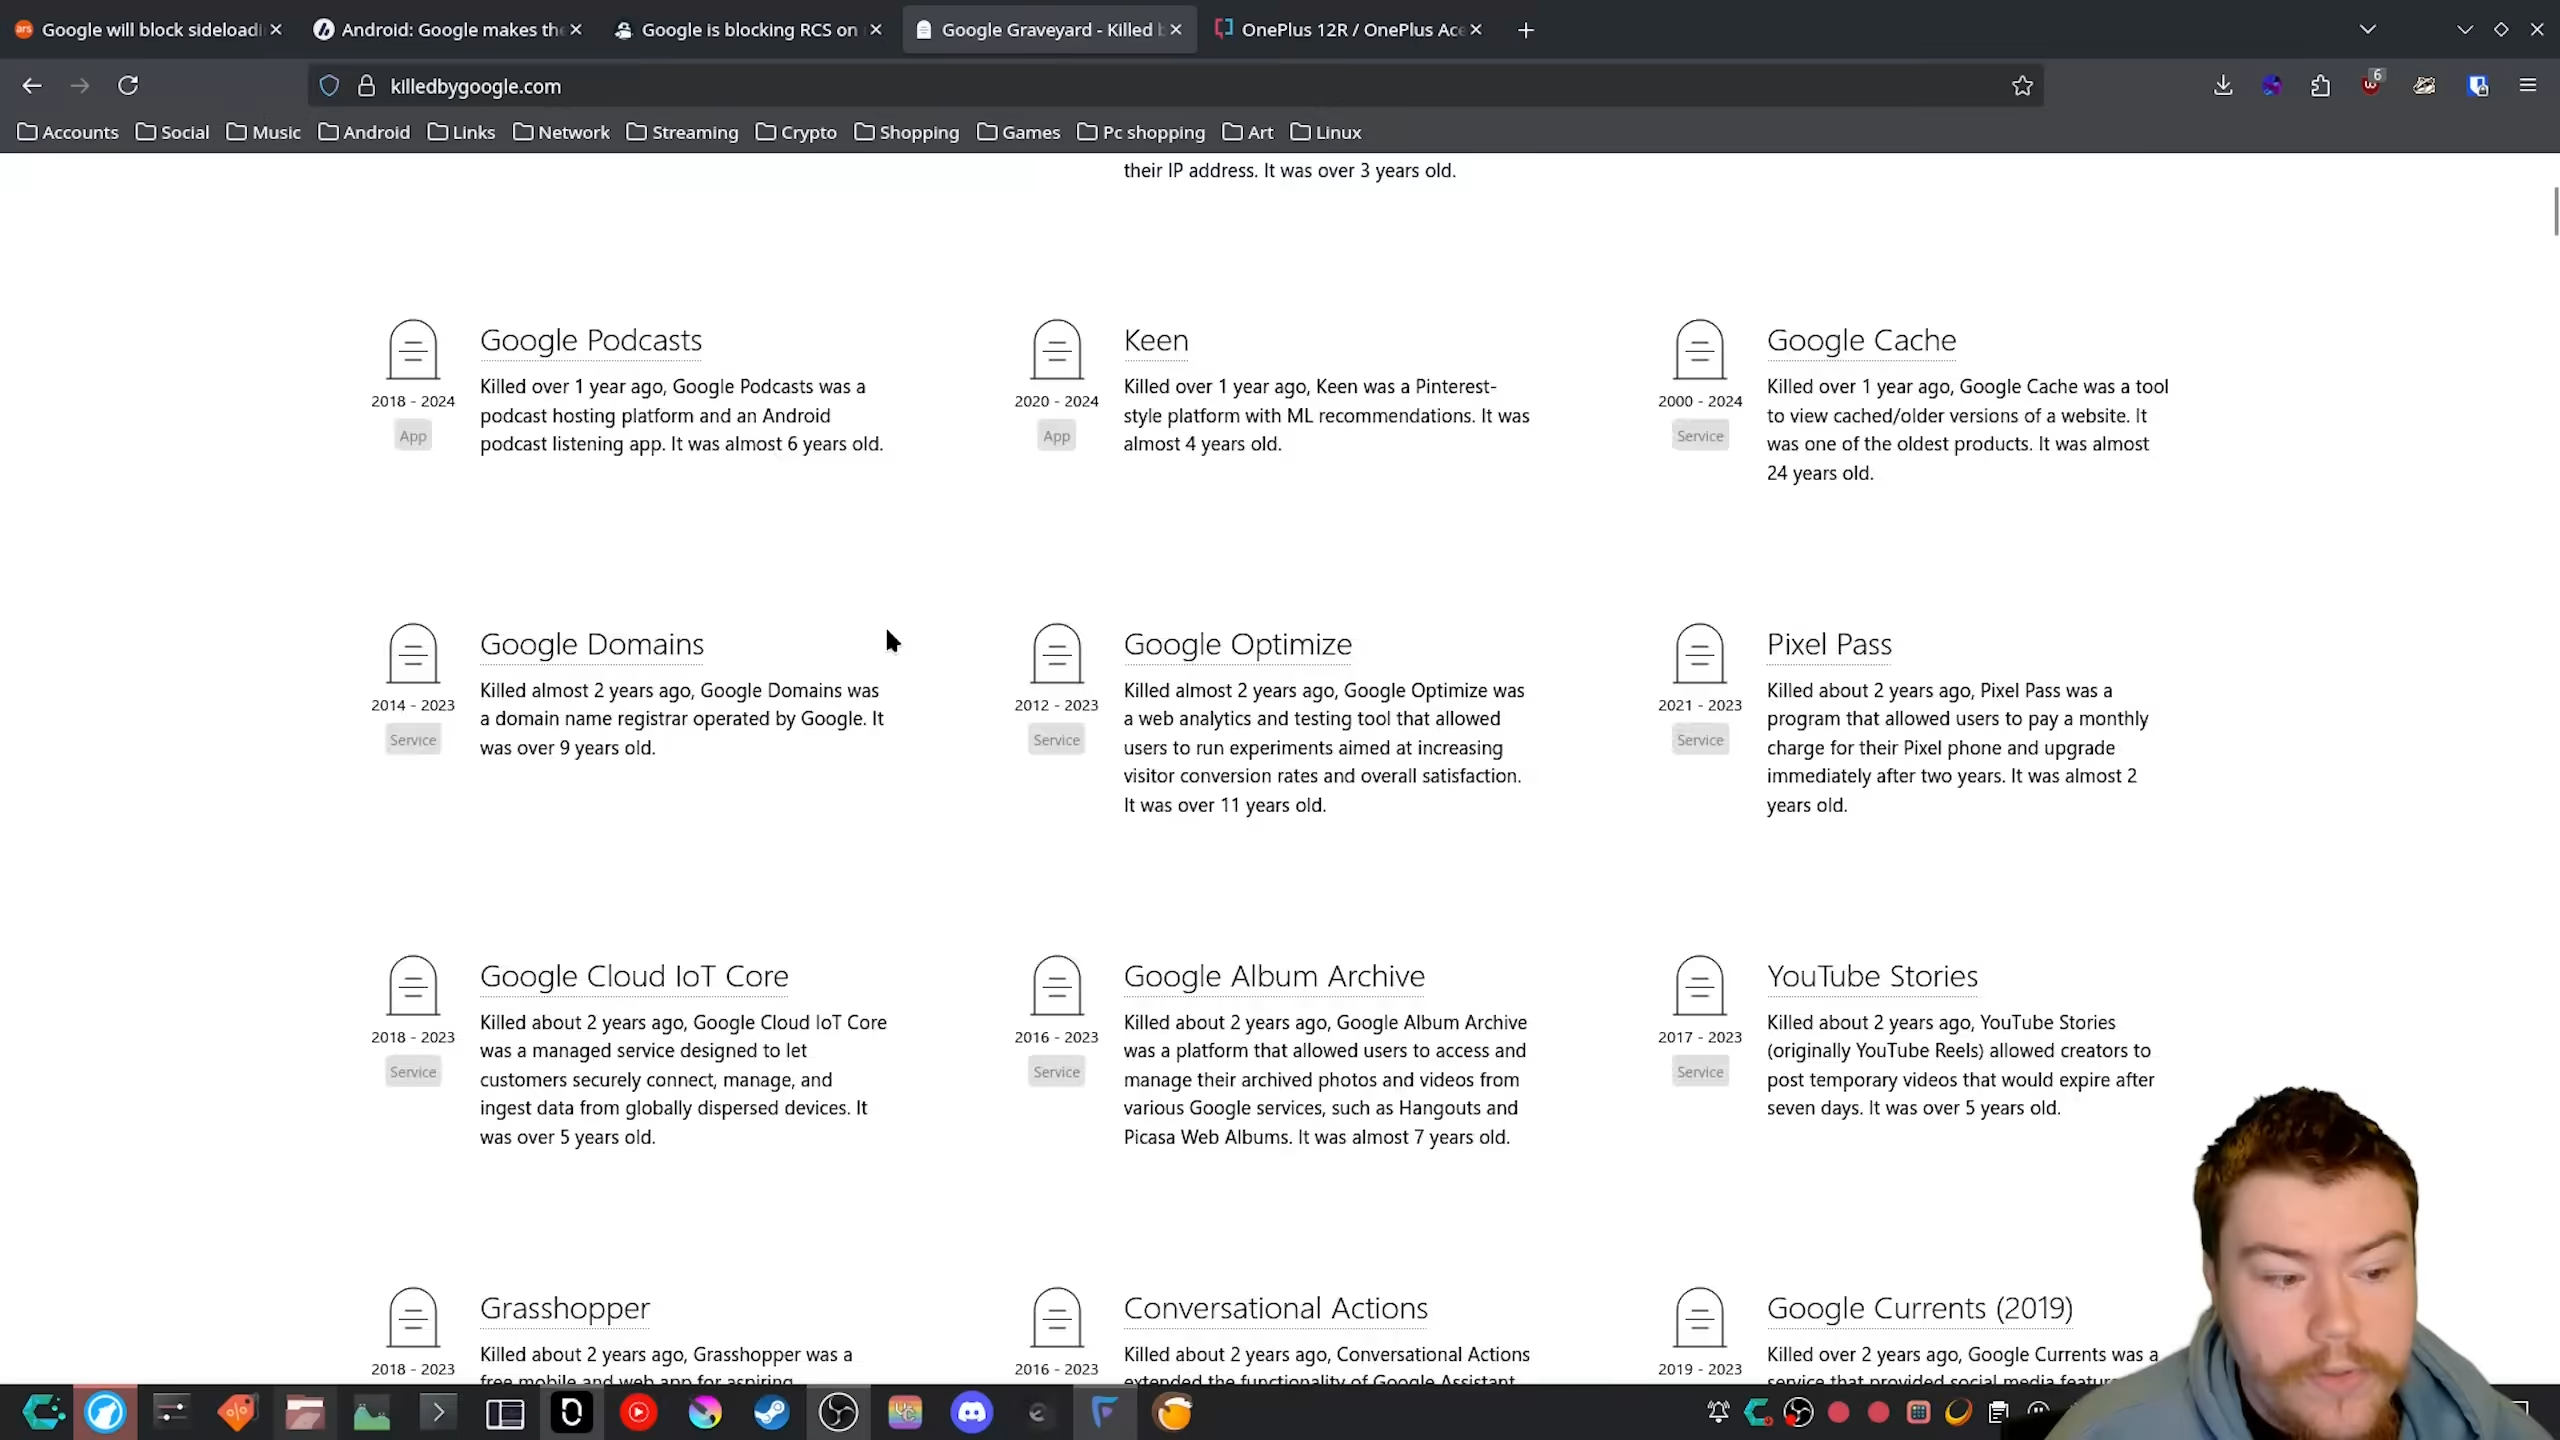 Google will block sideloadi
Android: Google makes the
Google is blocking RCS on
Google Graveyard - Killed b
OnePlus 12R / OnePlus Ace
killedbygoogle.com
6
Accounts
Social
Music
Android
Links
Network
Streaming
Crypto
Shopping
Games
Pc shopping
Art
Linux
their IP address. It was over 3 years old.
Google Podcasts
Killed over 1 year ago, Google Podcasts was a
podcast hosting platform and an Android
podcast listening app. It was almost 6 years old.
2018 - 2024
App
Keen
Killed over 1 year ago, Keen was a Pinterest-
style platform with ML recommendations. It was
almost 4 years old.
2020 - 2024
App
Google Cache
Killed over 1 year ago, Google Cache was a tool
to view cached/older versions of a website. It
was one of the oldest products. It was almost
24 years old.
2000 - 2024
Service
Google Domains
Killed almost 2 years ago, Google Domains was
a domain name registrar operated by Google. It
was over 9 years old.
2014 - 2023
Service
Google Optimize
Killed almost 2 years ago, Google Optimize was
a web analytics and testing tool that allowed
users to run experiments aimed at increasing
visitor conversion rates and overall satisfaction.
It was over 11 years old.
2012 - 2023
Service
Pixel Pass
Killed about 2 years ago, Pixel Pass was a
program that allowed users to pay a monthly
charge for their Pixel phone and upgrade
immediately after two years. It was almost 2
years old.
2021 - 2023
Service
Google Cloud IoT Core
Killed about 2 years ago, Google Cloud IoT Core
was a managed service designed to let
customers securely connect, manage, and
ingest data from globally dispersed devices. It
was over 5 years old.
2018 - 2023
Service
Google Album Archive
Killed about 2 years ago, Google Album Archive
was a platform that allowed users to access and
manage their archived photos and videos from
various Google services, such as Hangouts and
Picasa Web Albums. It was almost 7 years old.
2016 - 2023
Service
YouTube Stories
Killed about 2 years ago, YouTube Stories
(originally YouTube Reels) allowed creators to
post temporary videos that would expire after
seven days. It was over 5 years old.
2017 - 2023
Service
Grasshopper
Killed about 2 years ago, Grasshopper was a
free mobile and web app for aspiring
2018 - 2023
Conversational Actions
Killed about 2 years ago, Conversational Actions
extended the functionality of Google Assistant
2016 - 2023
Google Currents (2019)
Killed over 2 years ago, Google Currents was a
service that provided social media featur
2019 - 2023